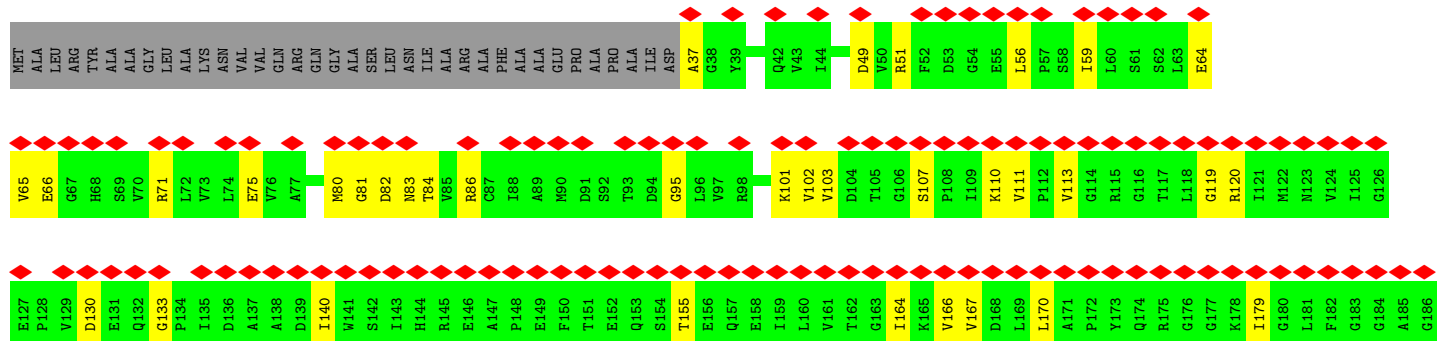 MET ALA LEU ARG TYR ALA ALA GLY LEU ALA LYS ASN VAL VAL GLN ARG GLN GLY ALA SER LEU ASN ILE ALA ARG ALA PHE ALA ALA GLU PRO ALA PRO ALA ILE ASP A37 G38 Y39 Q42 V43 I44 D49 V50 R51 F52 D53 G54 E55 L56 P57 S58 I59 L60 S61 S62 L63 E64
V65 E66 G67 H68 S69 V70 R71 L72 V73 L74 E75 V76 A77 M80 G81 D82 N83 T84 V85 R86 C87 I88 A89 M90 D91 S92 T93 D94 G95 L96 V97 R98 K101 V102 V103 D104 T105 G106 S107 P108 I109 K110 V111 P112 V113 G114 R115 G116 T117 L118 G119 R120 I121 M122 N123 V124 I125 G126
E127 P128 V129 D130 E131 Q132 G133 P134 I135 D136 A137 A138 D139 I140 W141 S142 I143 H144 R145 E146 A147 P148 E149 F150 T151 E152 Q153 S154 T155 E156 Q157 E158 I159 L160 V161 T162 G163 I164 K165 V166 V167 D168 L169 L170 A171 P172 Y173 Q174 R175 G176 G177 K178 I179 G180 L181 F182 G183 G184 A185 G186